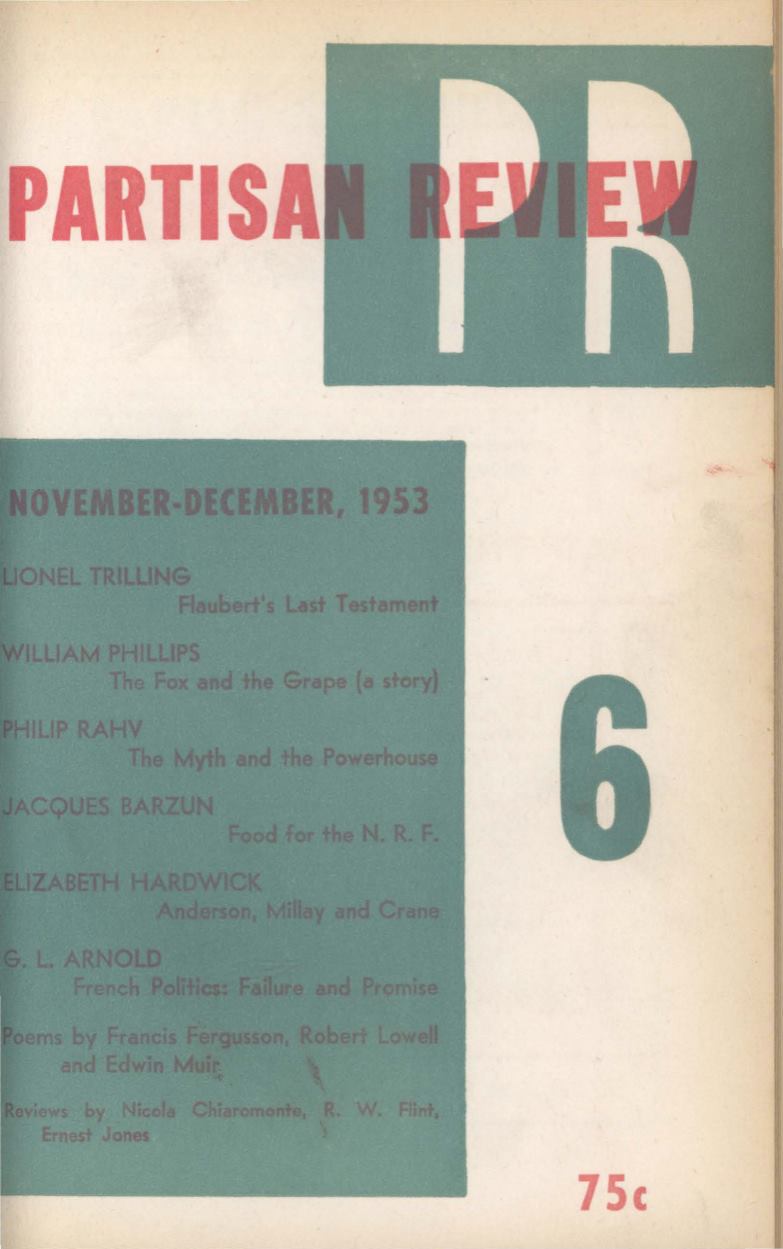 PR
PARTISAN REVIEW
NOVEMBER-DECEMBER, 1953
LIONEL TRILLING
Flaubert's Last Testament
WILLIAM PHILLIPS
The Fox and the Grape (a story)
PHILIP RAHV
The Myth and the Powerhouse
JACQUES BARZUN
Food for the N. R. F.
ELIZABETH HARDWICK
Anderson, Millay and Crane
G. L. ARNOLD
French Politics: Failure and Promise
Poems by Francis Fergusson, Robert Lowell
and Edwin Muir
Reviews by Nicola Chiaromonte, R. W. Flint,
Ernest Jones
6
75c